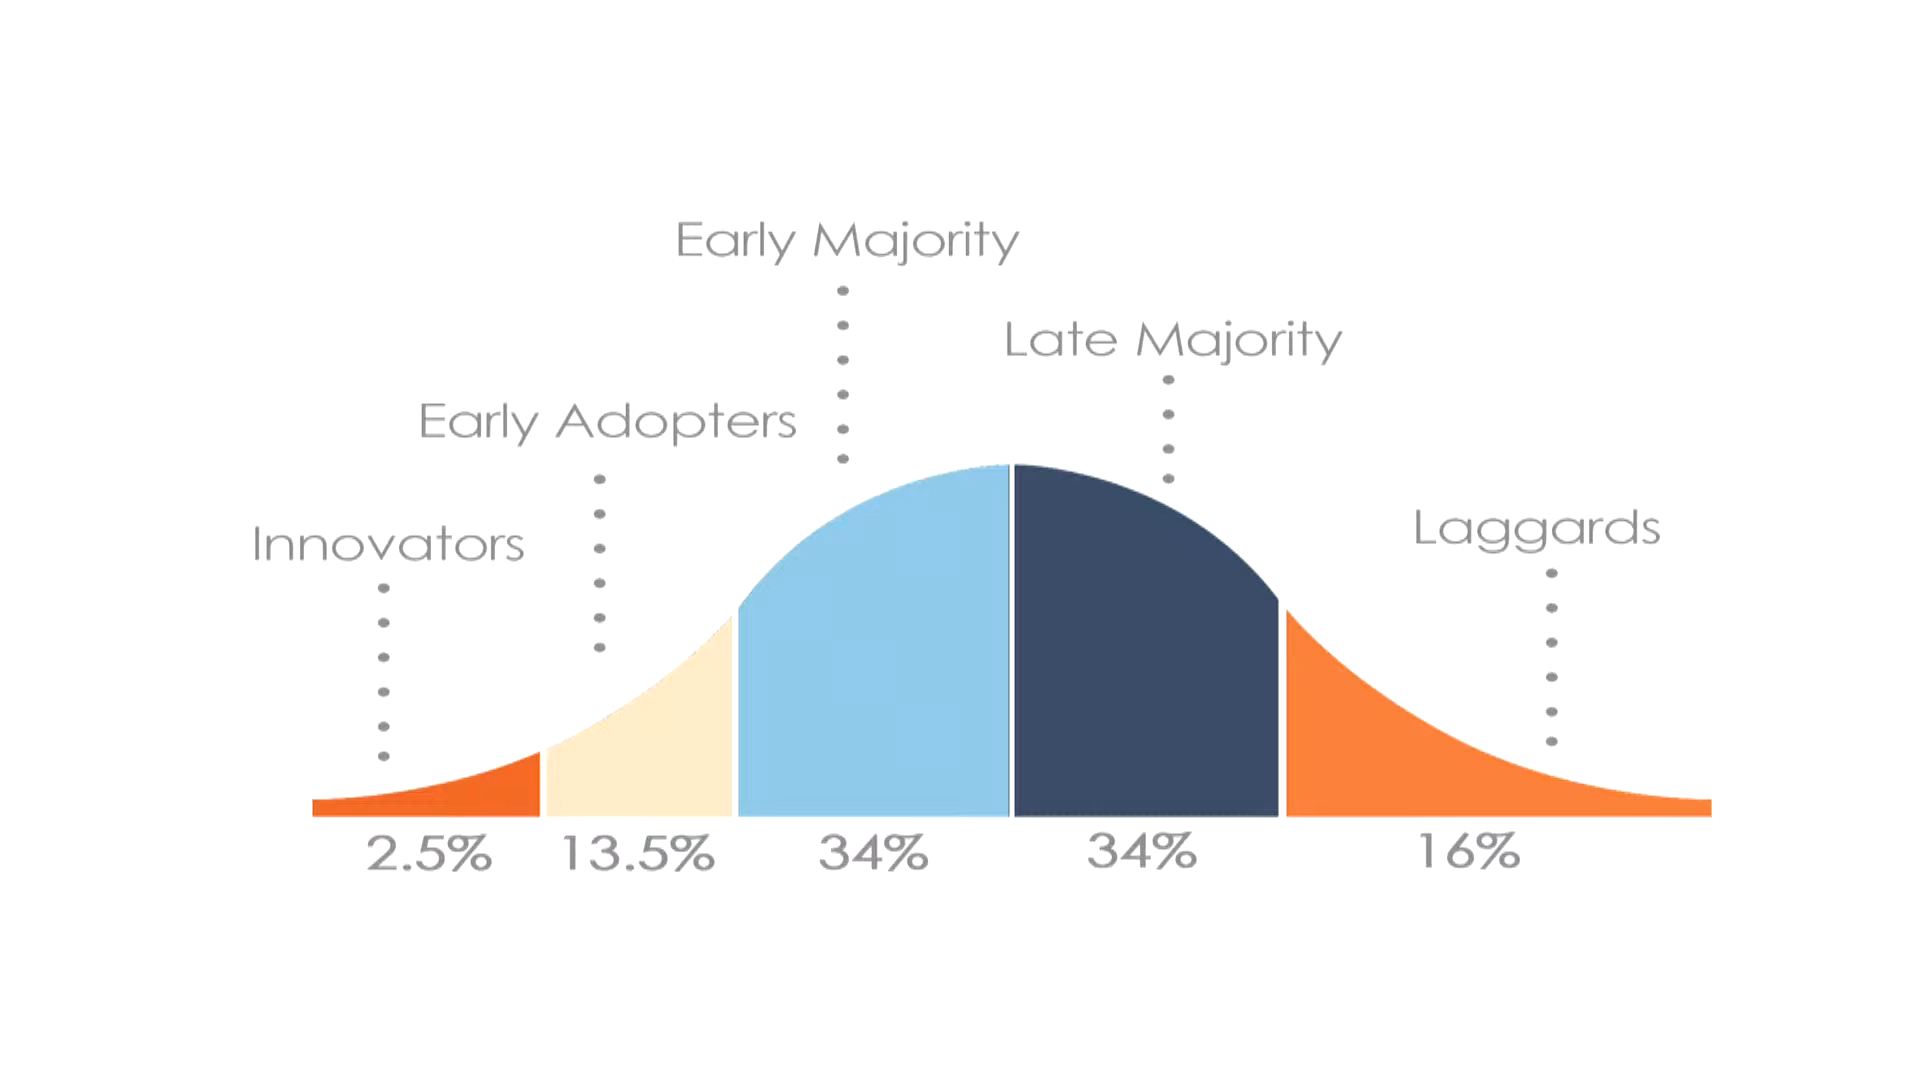 Early Majority
Late Majority
Early Adopters
Laggards
Innovators
2.5% 13.5% 34% 34% 16%